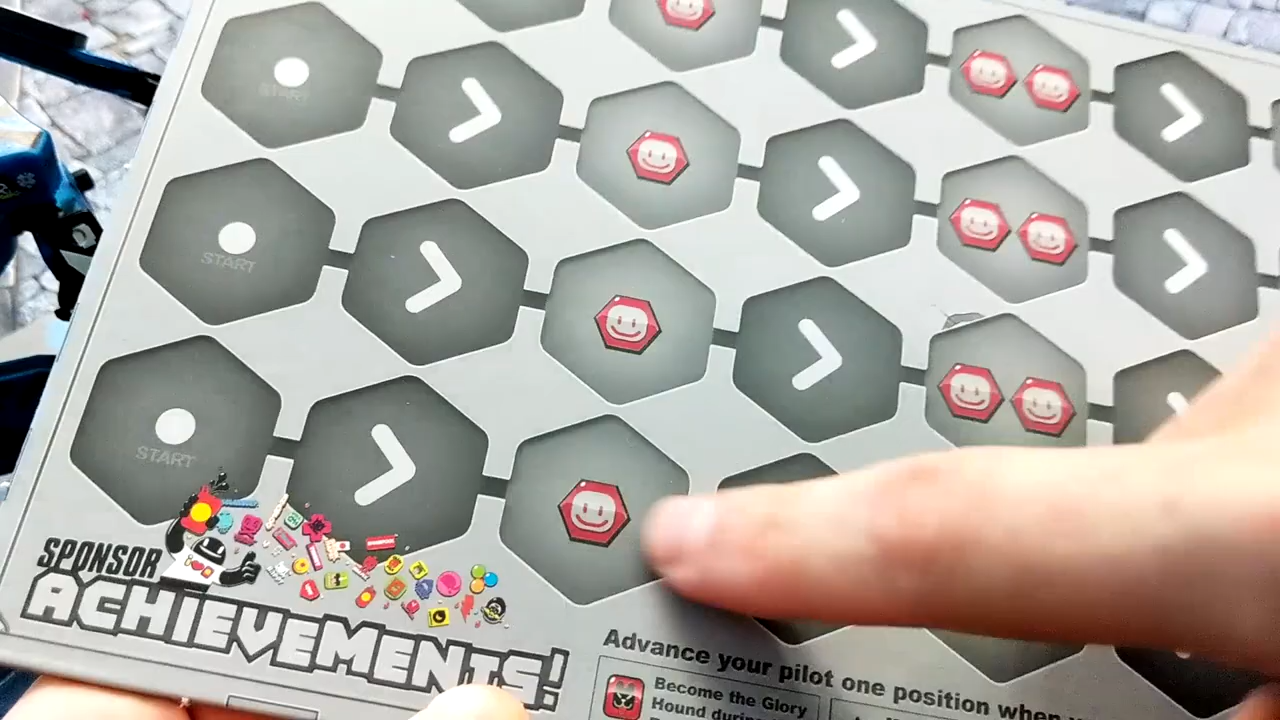 START
START
START
SPONSOR
ACHIEVEMENTS!
Advance your pilot one position when
Become the Glory
Hound during